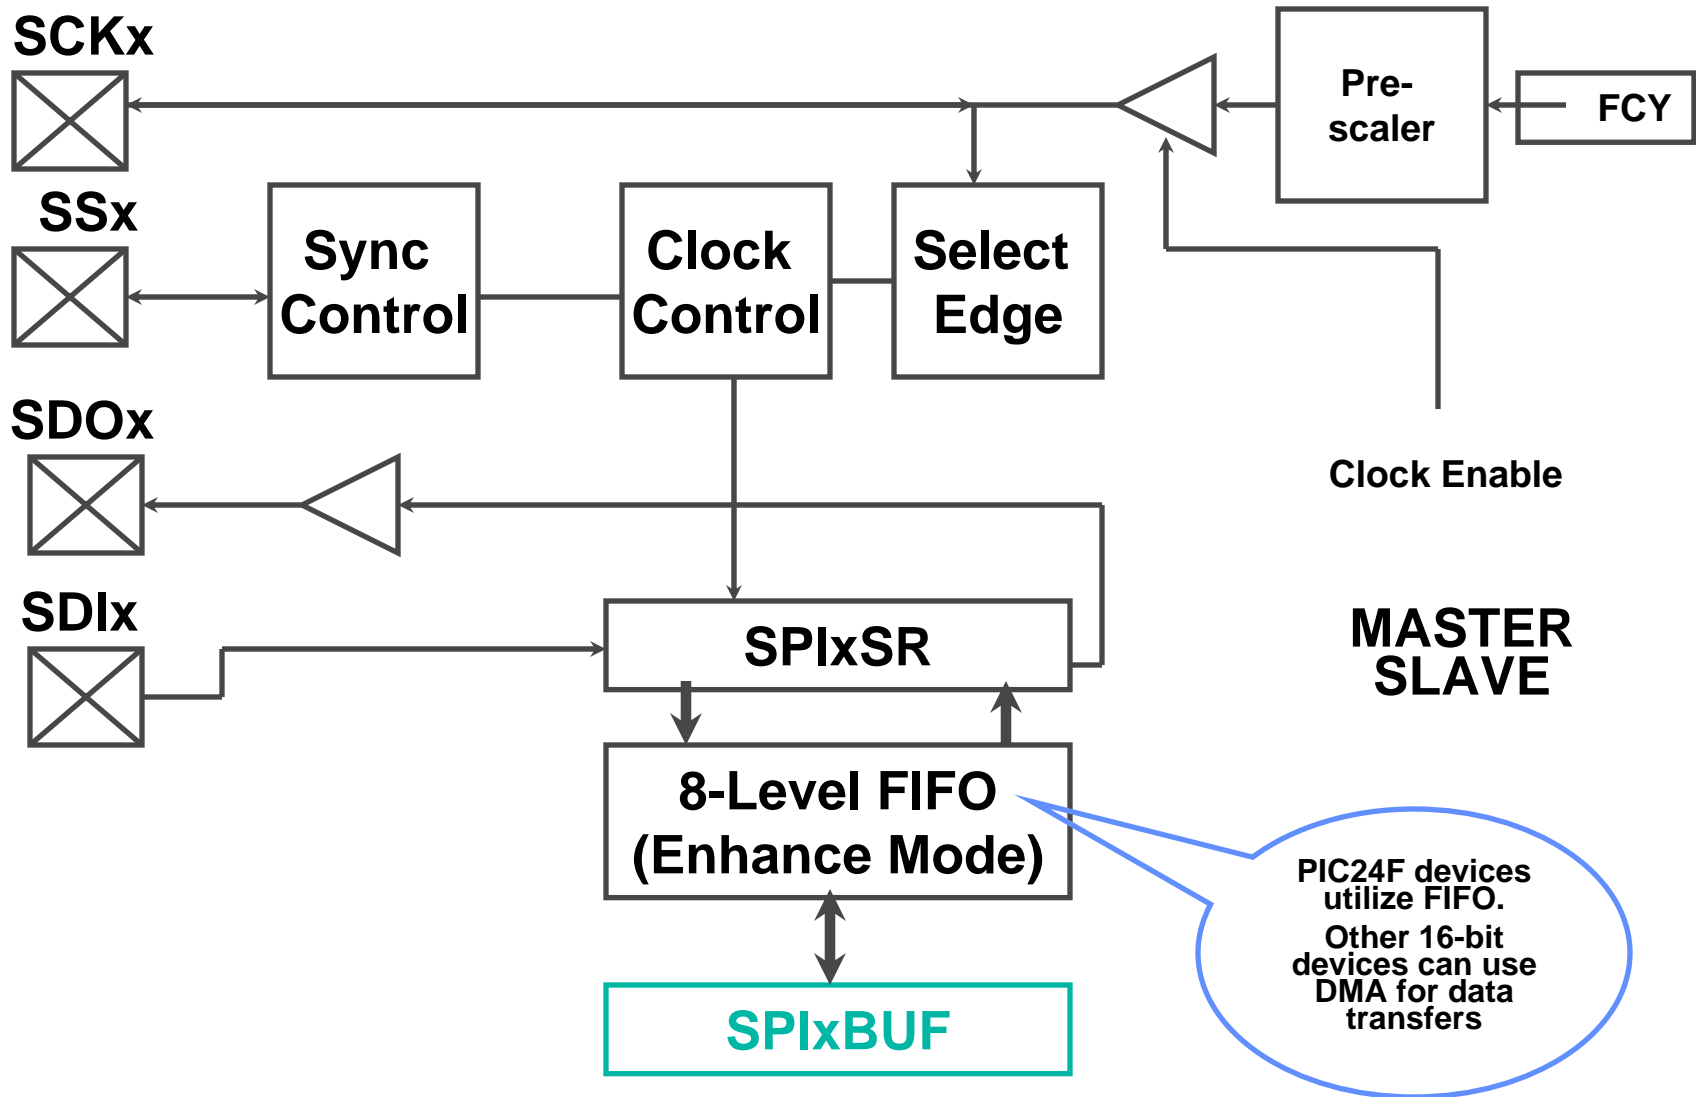 SCKx
Pre-
scaler
FCY
SSx
Sync
Control
Clock
Control
Select
Edge
SDOx
Clock Enable
SDIx
SPIxSR
MASTER
SLAVE
8-Level FIFO
(Enhance Mode)
PIC24F devices
utilize FIFO.
Other 16-bit
devices can use
DMA for data
transfers
SPIxBUF